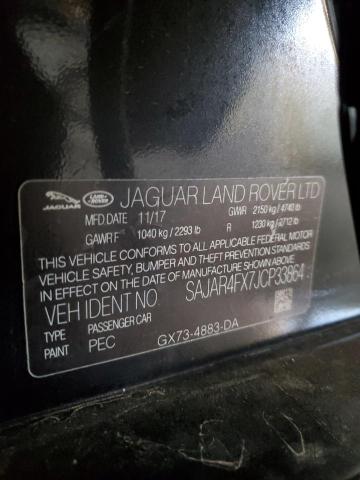 JAGUAR
LAND ROVER
JAGUAR LAND ROVER LTD
MFD DATE 11/17 GVWR 2150 kg / 4740 lb
GAWR F 1040 kg / 2293 lb R 1230 kg / 2712 lb
THIS VEHICLE CONFORMS TO ALL APPLICABLE FEDERAL MOTOR
VEHICLE SAFETY, BUMPER AND THEFT PREVENTION STANDARDS
IN EFFECT ON THE DATE OF MANUFACTURE SHOWN ABOVE
VEH IDENT NO. SAJAR4FX7JCP33864
TYPE PASSENGER CAR
PAINT PEC GX73-4883-DA